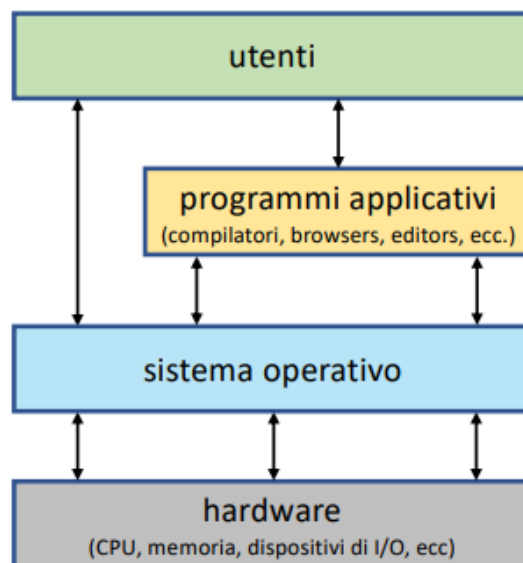 utenti
programmi applicativi
(compilatori, browsers, editors, ecc.)
sistema operativo
hardware
(CPU, memoria, dispositivi di I/O, ecc)